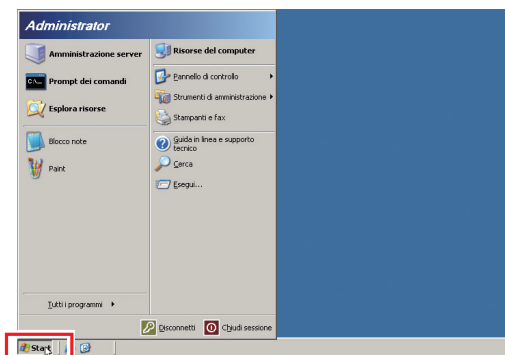 Administrator
Amministrazione server
Prompt dei comandi
Esplora risorse
Blocco note
Paint
Tutti i programmi
Risorse del computer
Pannello di controllo
Strumenti di amministrazione
Stampanti e fax
Guida in linea e supporto
tecnico
Cerca
Esegui...
Disconnetti
Chiudi sessione
Start